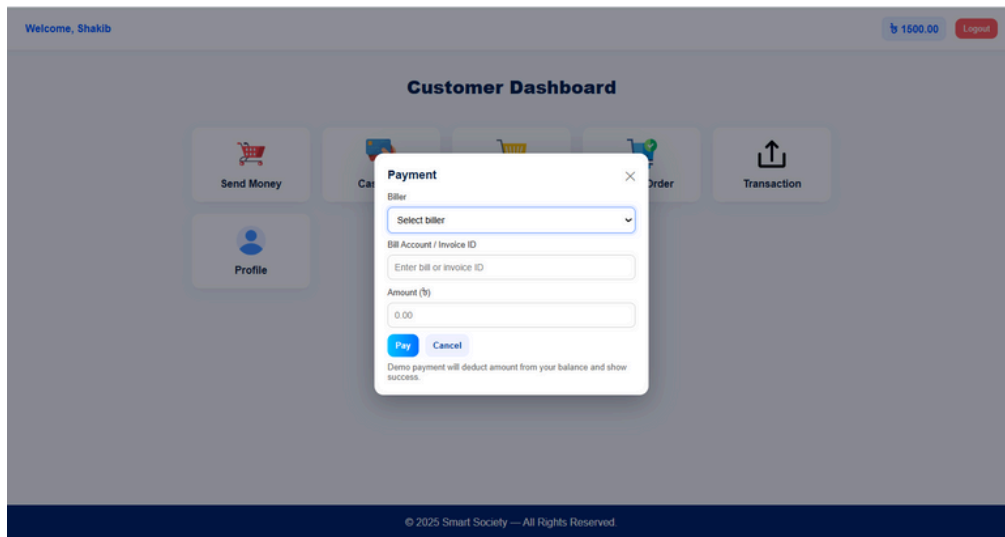 Welcome, Shakib
৳ 1500.00
Logout
Customer Dashboard
Send Money
Order
Transaction
Profile
Payment
Biller
Select biller
Bill Account / Invoice ID
Enter bill or invoice ID
Amount (৳)
0.00
Pay
Cancel
Demo payment will deduct amount from your balance and show
success.
© 2025 Smart Society — All Rights Reserved.